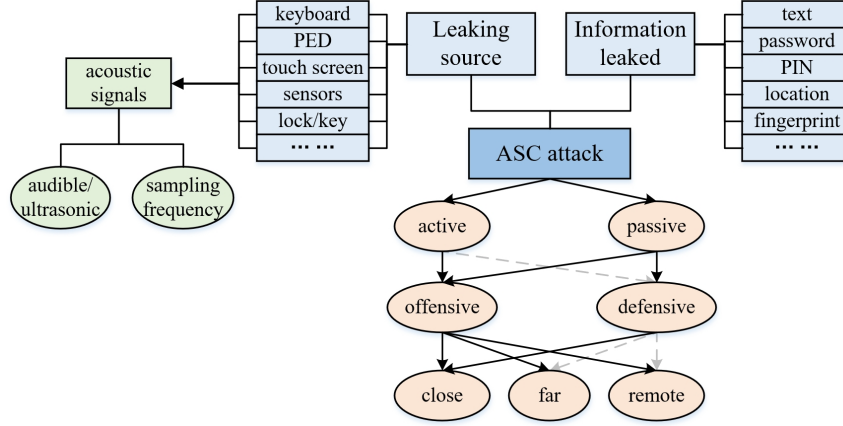 keyboard
PED
touch screen
sensors
lock/key
... ...
Leaking
source
Information
leaked
text
password
PIN
location
fingerprint
... ...
acoustic
signals
audible/
ultrasonic
sampling
frequency
ASC attack
active
passive
offensive
defensive
close
far
remote